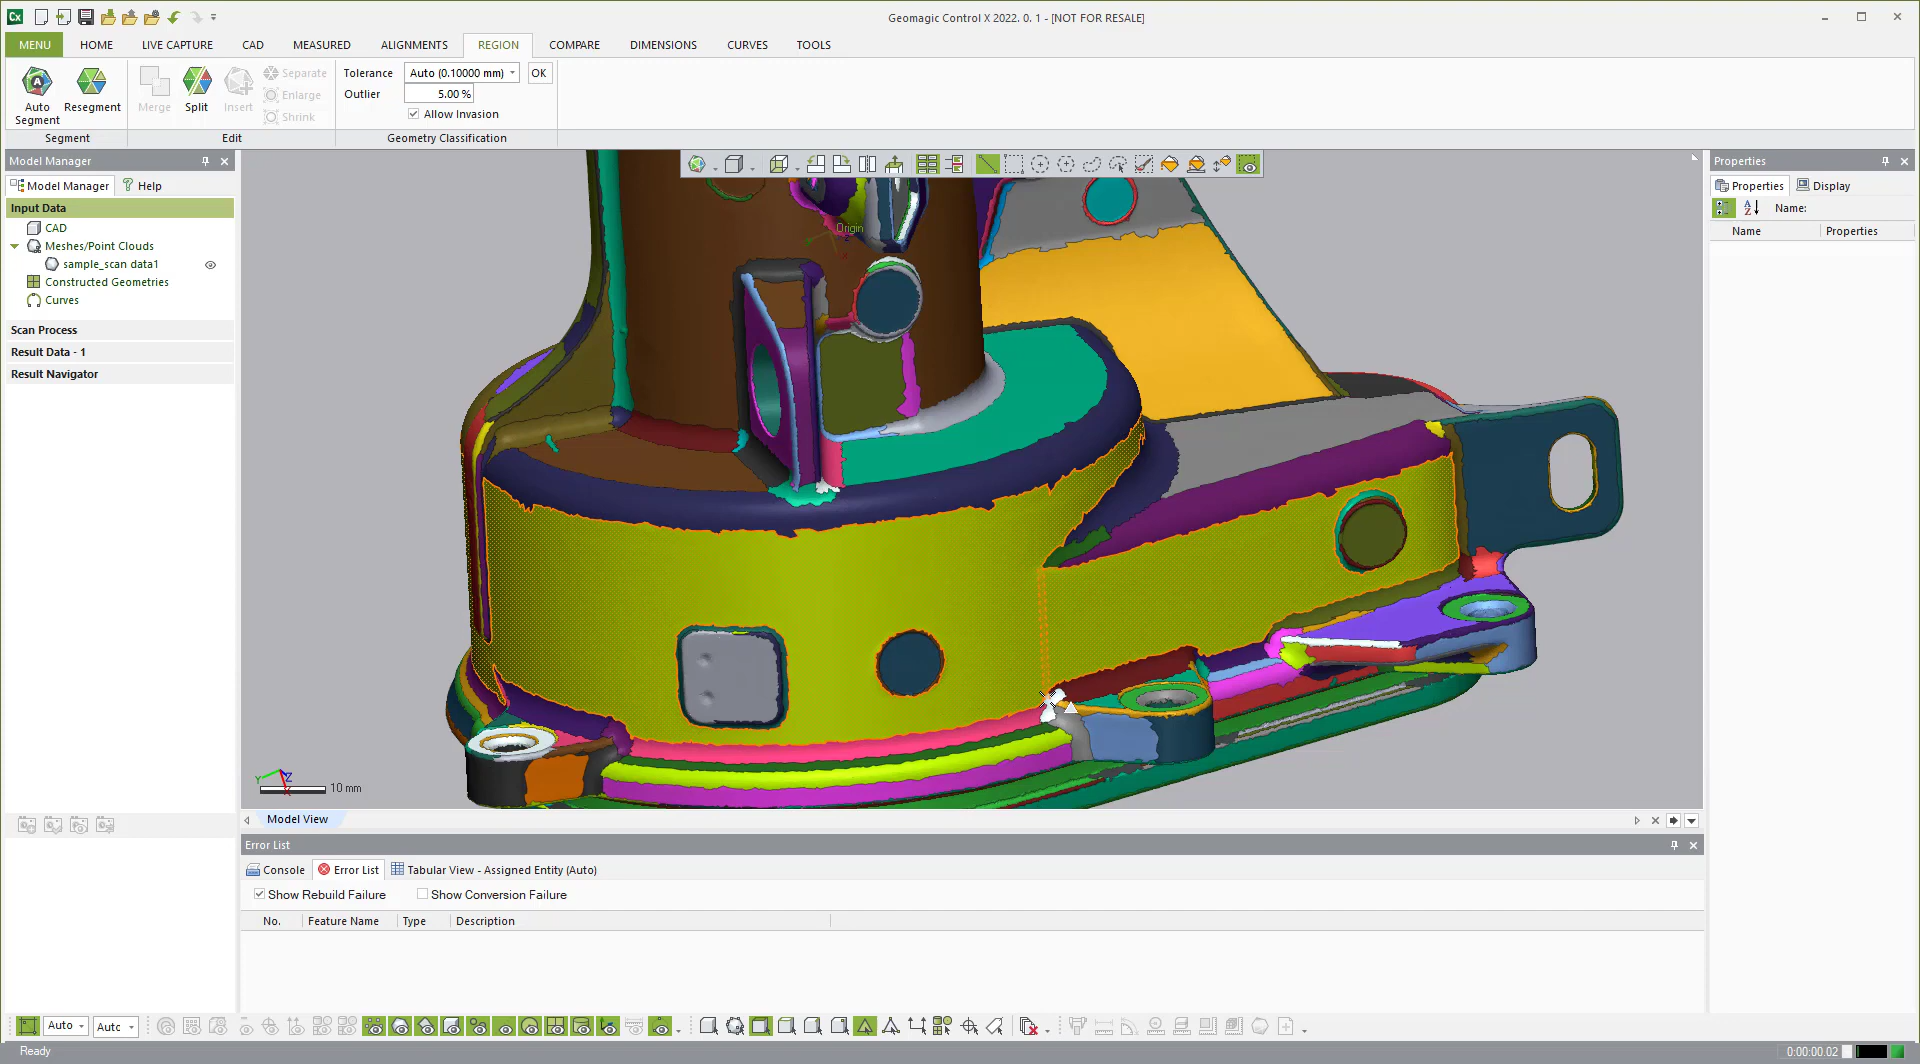 Cx
Geomagic Control X 2022. 0. 1 - [NOT FOR RESALE]
MENU HOME LIVE CAPTURE CAD MEASURED ALIGNMENTS REGION COMPARE DIMENSIONS CURVES TOOLS
Auto Segment
Resegment
Merge
Split
Insert
Separate
Enlarge
Shrink
Tolerance Auto (0.10000 mm) OK
Outlier 5.00 %
Allow Invasion
Segment Edit Geometry Classification
Model Manager
Model Manager Help
Input Data
CAD
Meshes/Point Clouds
sample_scan data1
Constructed Geometries
Curves
Scan Process
Result Data - 1
Result Navigator
Origin
Y Z X
10 mm
Model View
Properties
Properties Display
Name:
Name Properties
Error List
Console Error List Tabular View - Assigned Entity (Auto)
Show Rebuild Failure Show Conversion Failure
No. Feature Name Type Description
Auto Autc
Ready
0:00:00.02